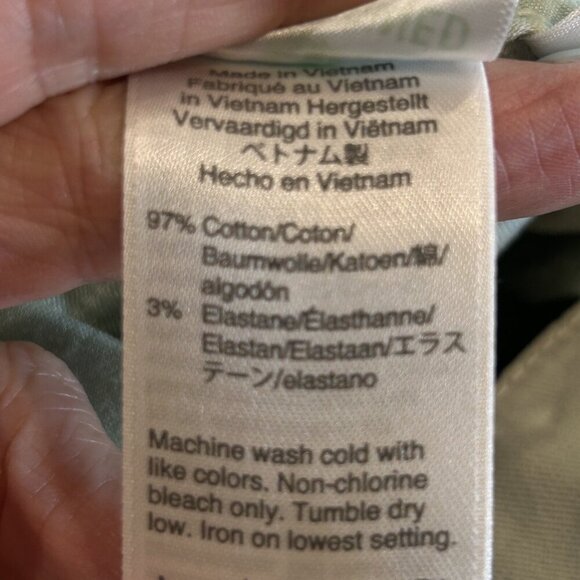 Made in Vietnam
Fabriqué au Vietnam
in Vietnam Hergestellt
Vervaardigd in Viëtnam
ベトナム製
Hecho en Vietnam
97% Cotton/Coton/
Baumwolle/Katoen/綿/
algodón
3% Elastane/Élasthanne/
Elastan/Elastaan/エラス
テーン/elastano
Machine wash cold with
like colors. Non-chlorine
bleach only. Tumble dry
low. Iron on lowest setting.